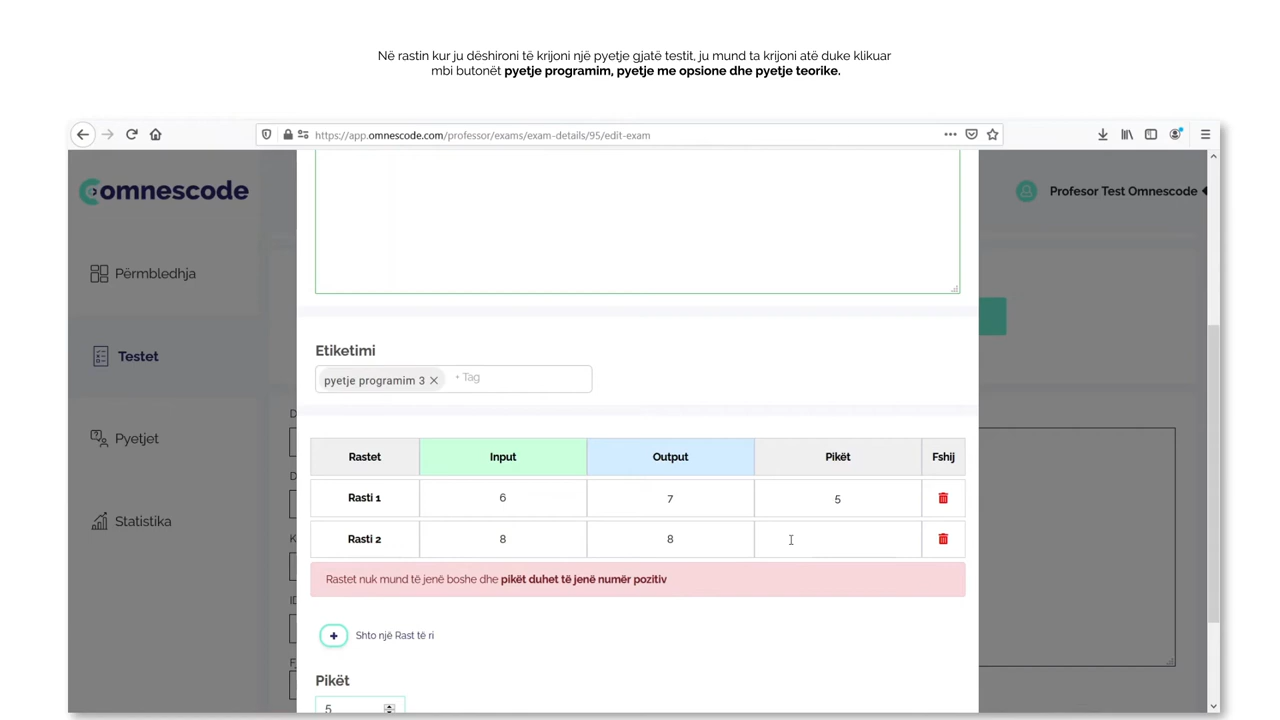 Në rastin kur ju dëshironi të krijoni një pyetje gjatë testit, ju mund ta krijoni atë duke klikuar
mbi butonët pyetje programim, pyetje me opsione dhe pyetje teorike.
https://app.omnescode.com/professor/exams/exam-details/95/edit-exam
omnescode
Profesor Test Omnescode
Përmbledhja
Testet
Pyetjet
Statistika
Etiketimi
pyetje programim 3
• Tag
Rastet Input Output Pikët Fshij
Rasti 1 6 7 5
Rasti 2 8 8
Rastet nuk mund të jenë boshe dhe pikët duhet të jenë numër pozitiv
+ Shto një Rast të ri
Pikët
5